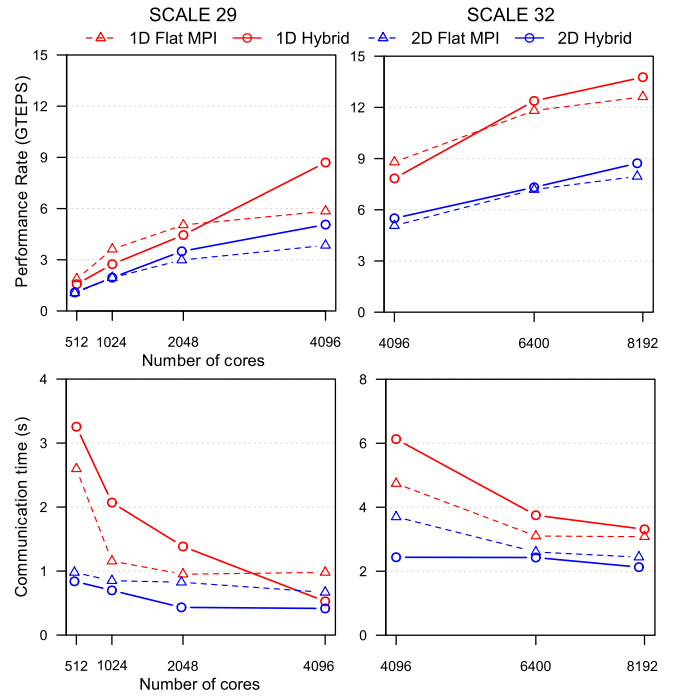 SCALE 29 SCALE 32
1D Flat MPI 1D Hybrid 2D Flat MPI 2D Hybrid
Performance Rate (GTEPS)
15
12
9
6
3
0
512 1024 2048 4096
Number of cores
15
12
9
6
3
0
4096 6400 8192
Communication time (s)
4
3
2
1
0
512 1024 2048 4096
Number of cores
8
6
4
2
0
4096 6400 8192